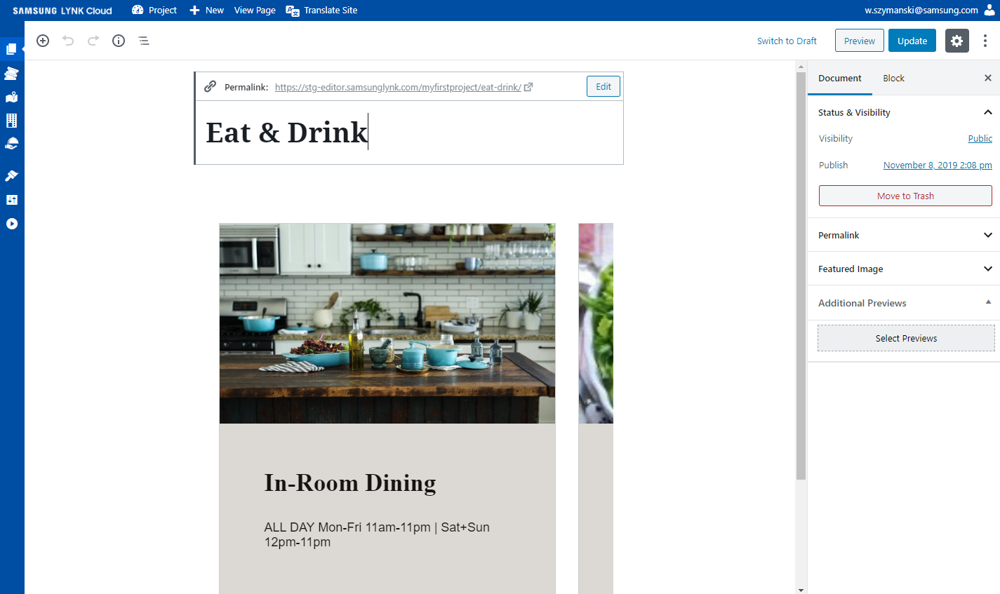 SAMSUNG LYNK Cloud
Project
New
View Page
Translate Site
w.szymanski@samsung.com
Switch to Draft
Preview
Update
Permalink: https://stg-editor.samsunglynk.com/myfirstproject/eat-drink/
Edit
Eat & Drink
In-Room Dining
ALL DAY Mon-Fri 11am-11pm | Sat+Sun
12pm-11pm
Document
Block
Status & Visibility
Visibility Public
Publish November 8, 2019 2:08 pm
Move to Trash
Permalink
Featured Image
Additional Previews
Select Previews